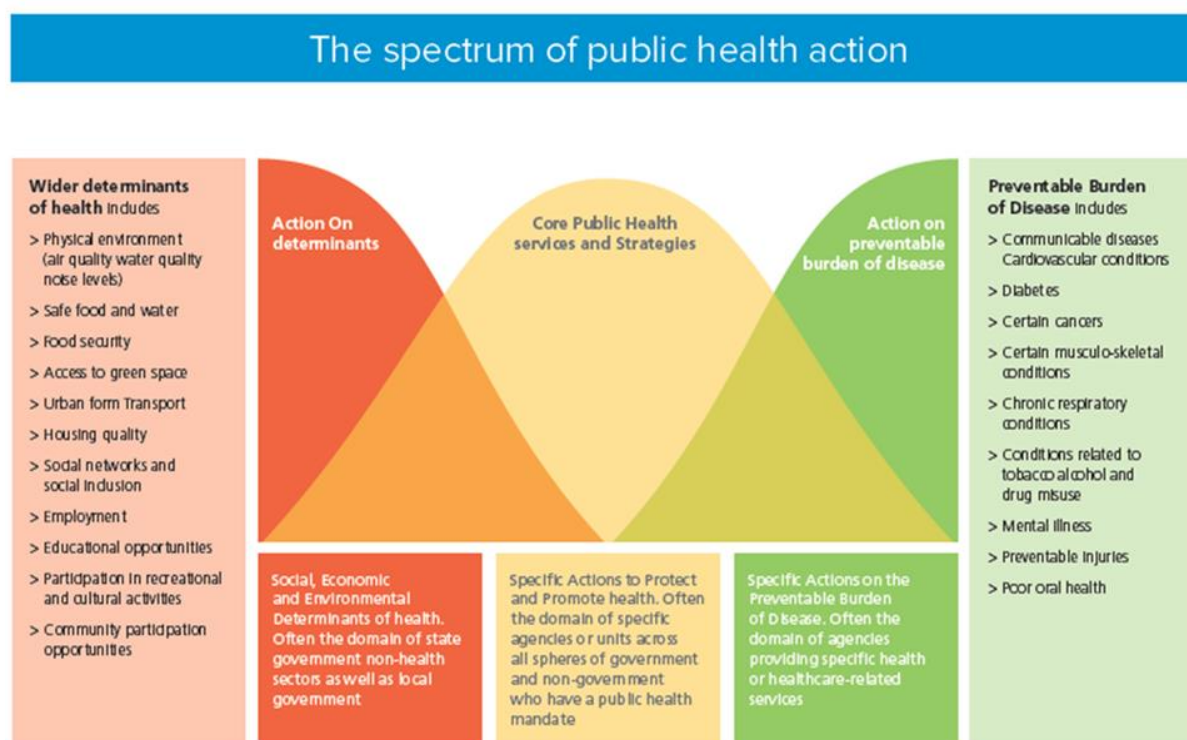 The spectrum of public health action
Wider determinants
of health includes
> Physical environment
(air quality water quality
noise levels)
> Safe food and water
> Food security
> Access to green space
> Urban form Transport
> Housing quality
> Social networks and
social inclusion
> Employment
> Educational opportunities
> Partcipation in recreational
and cultural activities
> Community participation
opportunities
Action On
determinants
Core Public Health
services and Strategies
Action on
preventable
burden of disease
Social, Economic
and Environmental
Determinants of health.
Often the domain of state
government non-health
sectors as well as local
government
Specific Actions to Protect
and Promote health. Often
the domain of specific
agencies or units across
all spheres of government
and non-government
who have a public health
mandate
Specific Actions on the
Preventable Burden
of Disease. Often the
domain of agencies
providing specific health
or healthcare-related
services
Preventable Burden
of Disease includes
> Communicable diseases
Cardiovascular conditions
> Diabetes
> Certain cancers
> Certain musculo-skeletal
conditions
> Chronic respiratory
conditions
> Conditions related to
tobacco alcohol and
drug misuse
> Mental illness
> Preventable injuries
> Poor oral health